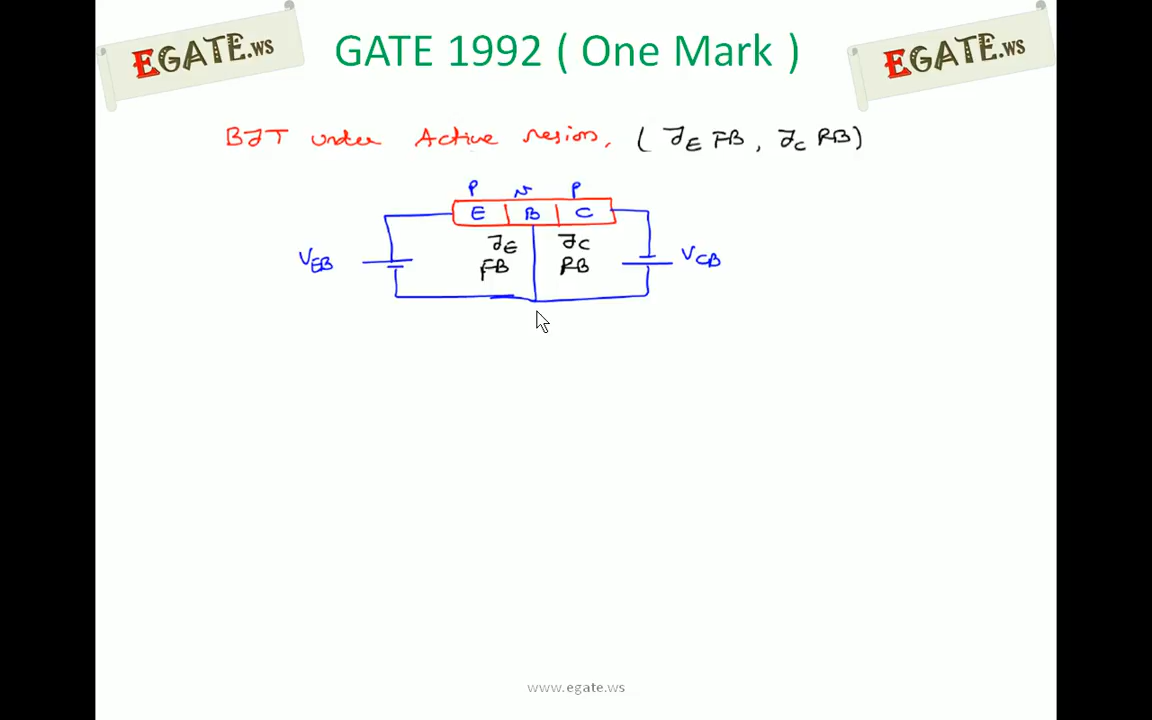 EGATE.ws GATE 1992 ( One Mark ) EGATE.ws
BJT under Active region, ( JE FB , JC RB)
P N P
E B C
JE JC
VEB FB RB VCB
www.egate.ws